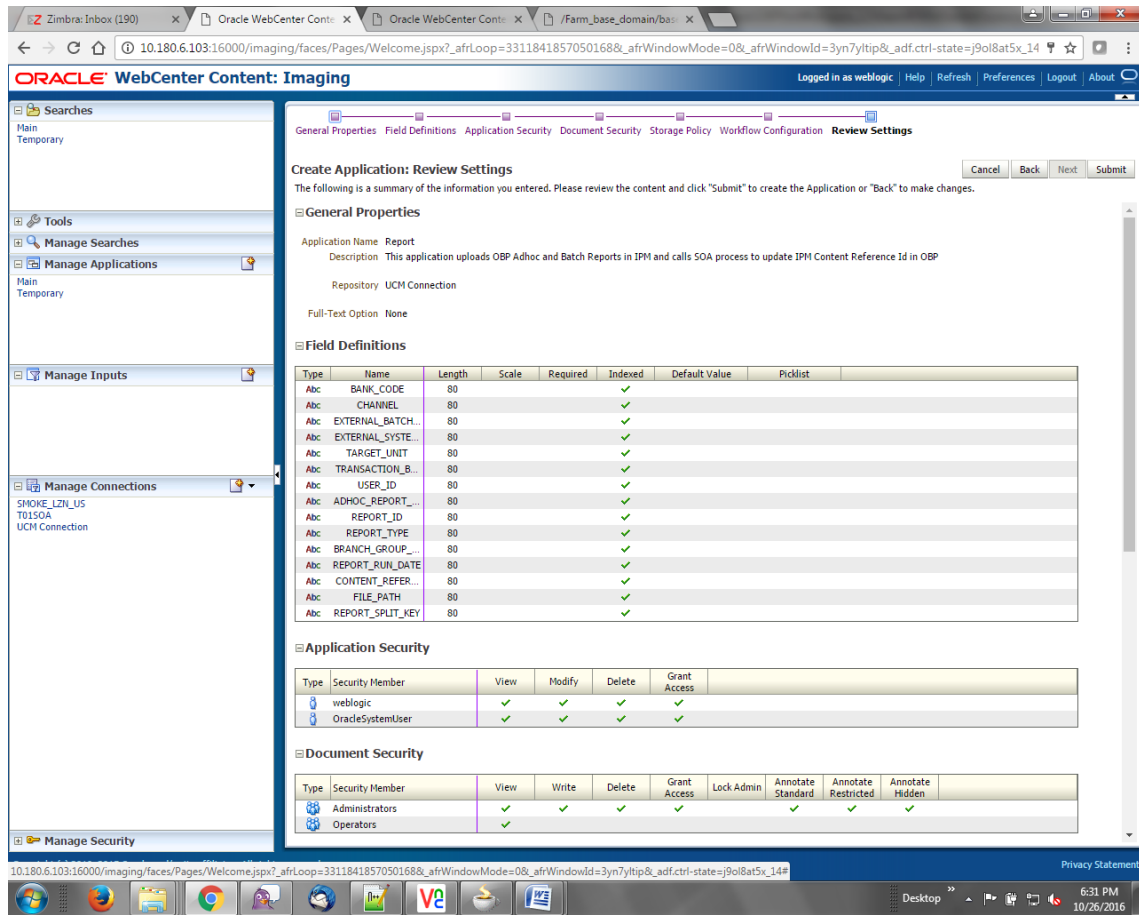 Zimbra: Inbox (190)
Oracle WebCenter Conte
Oracle WebCenter Conte
/Farm_base_domain/bas
10.180.6.103:16000/imaging/faces/Pages/Welcome.jspx?_afrLoop=3311841857050168&_afrWindowMode=0&_afrWindowId=3yn7yltip&_adf.ctrl-state=j9ol8at5x_14
ORACLE WebCenter Content: Imaging
Logged in as weblogic Help Refresh Preferences Logout About
Searches
Main
Temporary
Tools
Manage Searches
Manage Applications
Main
Temporary
Manage Inputs
Manage Connections
SMOKE_LZN_US
T01SOA
UCM Connection
Manage Security
General Properties Field Definitions Application Security Document Security Storage Policy Workflow Configuration Review Settings
Create Application: Review Settings
Cancel Back Next Submit
The following is a summary of the information you entered. Please review the content and click "Submit" to create the Application or "Back" to make changes.
General Properties
Application Name Report
Description This application uploads OBP Adhoc and Batch Reports in IPM and calls SOA process to update IPM Content Reference Id in OBP
Repository UCM Connection
Full-Text Option None
Field Definitions
Type Name Length Scale Required Indexed Default Value Picklist
Abc BANK_CODE 80
Abc CHANNEL 80
Abc EXTERNAL_BATCH... 80
Abc EXTERNAL_SYSTE... 80
Abc TARGET_UNIT 80
Abc TRANSACTION_B... 80
Abc USER_ID 80
Abc ADHOC_REPORT_... 80
Abc REPORT_ID 80
Abc REPORT_TYPE 80
Abc BRANCH_GROUP_... 80
Abc REPORT_RUN_DATE 80
Abc CONTENT_REFER... 80
Abc FILE_PATH 80
Abc REPORT_SPLIT_KEY 80
Application Security
Type Security Member View Modify Delete Grant Access
weblogic
OracleSystemUser
Document Security
Type Security Member View Write Delete Grant Access Lock Admin Annotate Standard Annotate Restricted Annotate Hidden
Administrators
Operators
Privacy Statement
10.180.6.103:16000/imaging/faces/Pages/Welcome.jspx?_afrLoop=3311841857050168&_afrWindowMode=0&_afrWindowId=3yn7yltip&_adf.ctrl-state=j9ol8at5x_14#
Desktop
6:31 PM
10/26/2016